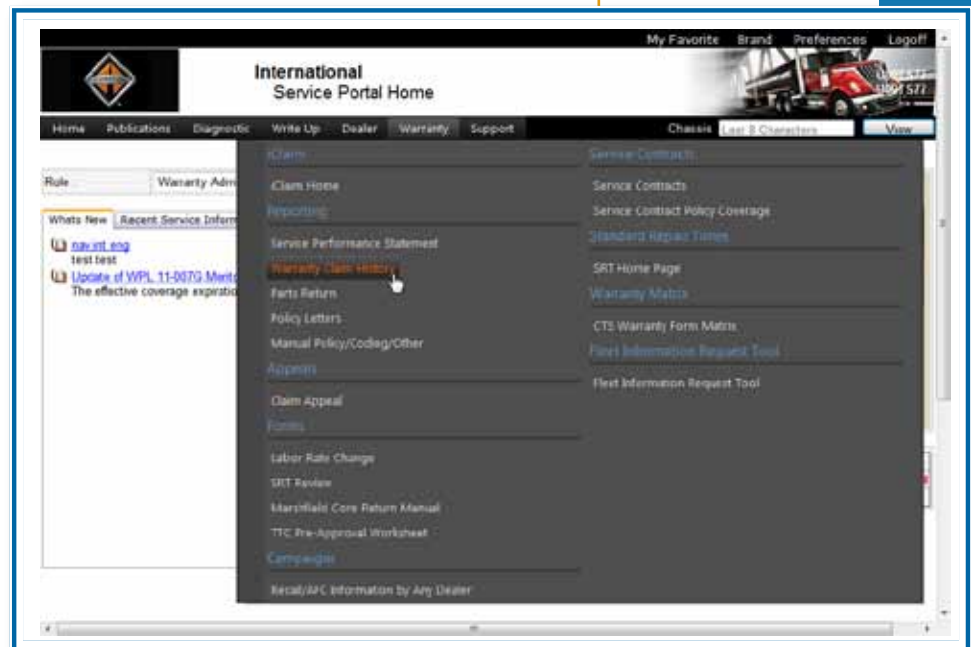 My Favorite Brand Preferences Logoff
International
Service Portal Home
Home Publications Diagnostic Write Up Dealer Warranty Support Chassis Last 8 Characters View
iClaim
iClaim Home
Reporting
Service Performance Statement
Warranty Claim History
Parts Return
Policy Letters
Manual Policy/Coding/Other
Appeals
Claim Appeal
Forms
Labor Rate Change
SRT Review
Marshfield Core Return Manual
TTC Pre-Approval Worksheet
Campaigns
Recall/AFC Information by Any Dealer
Service Contracts
Service Contracts
Service Contract Policy Coverage
Standard Repair Times
SRT Home Page
Warranty Matrix
CTS Warranty Form Matrix
Fleet Information Request Tool
Fleet Information Request Tool
Rule Warranty Adm
Whats New Recent Service Inform
nav int eng
test test
Update of WPL 11-007G Merito
The effective coverage expiratio